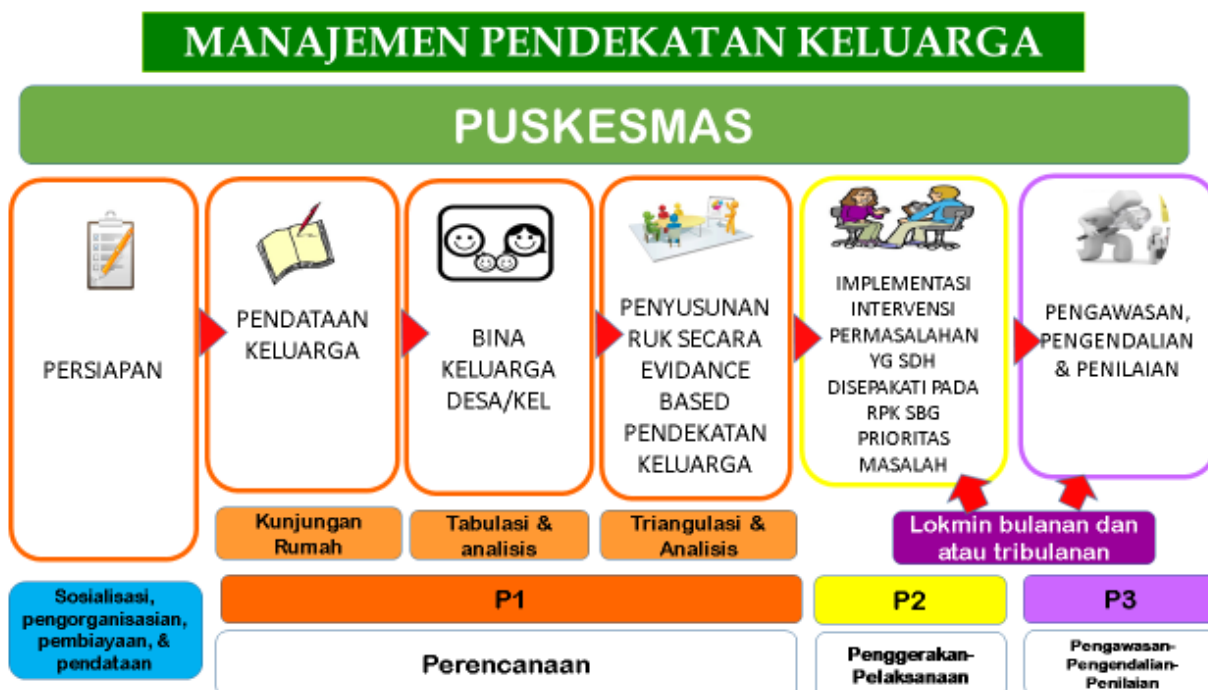 MANAJEMEN PENDEKATAN KELUARGA
PUSKESMAS
PERSIAPAN
PENDATAAN
KELUARGA
BINA
KELUARGA
DESA/KEL
PENYUSUNAN
RUK SECARA
EVIDANCE
BASED
PENDEKATAN
KELUARGA
IMPLEMENTASI
INTERVENSI
PERMASALAHAN
YG SDH
DISEPAKATI PADA
RPK SBG
PRIORITAS
MASALAH
PENGAWASAN,
PENGENDALIAN
& PENILAIAN
Kunjungan
Rumah
Tabulasi &
analisis
Triangulasi &
Analisis
Lokmin bulanan dan
atau tribulanan
Sosialisasi,
pengorganisasian,
pembiayaan, &
pendataan
P1
P2
P3
Perencanaan
Penggerakan-
Pelaksanaan
Pengawasan-
Pengendalian-
Penilaian